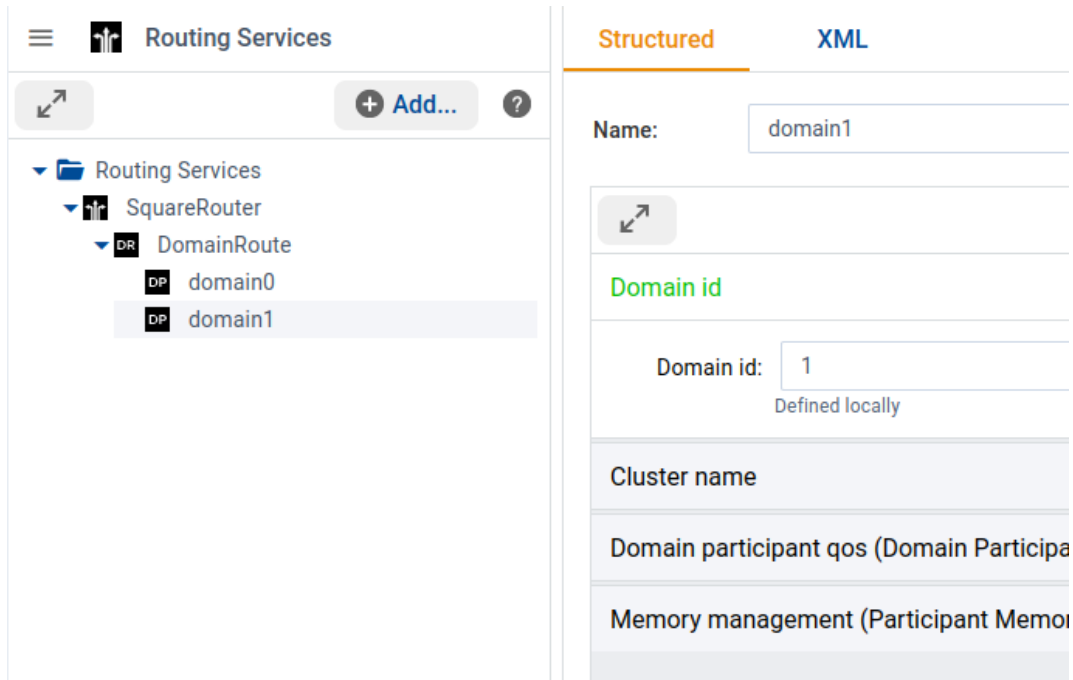 Routing Services
Add...
?
Routing Services
SquareRouter
DR DomainRoute
DP domain0
DP domain1
Structured XML
Name: domain1
Domain id
Domain id: 1
Defined locally
Cluster name
Domain participant qos (Domain Participa
Memory management (Participant Memor